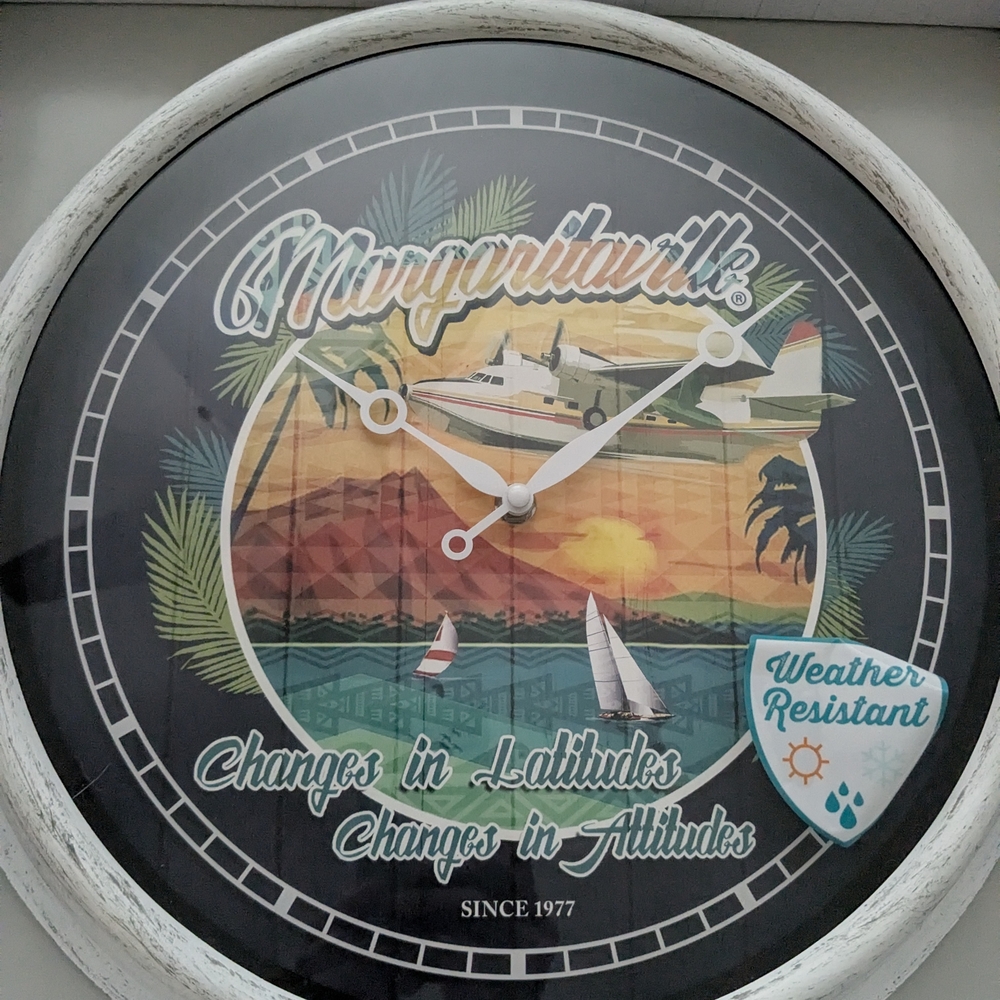 Margaritaville®
Weather
Resistant
Changes in Latitudes
Changes in Attitudes
SINCE 1977